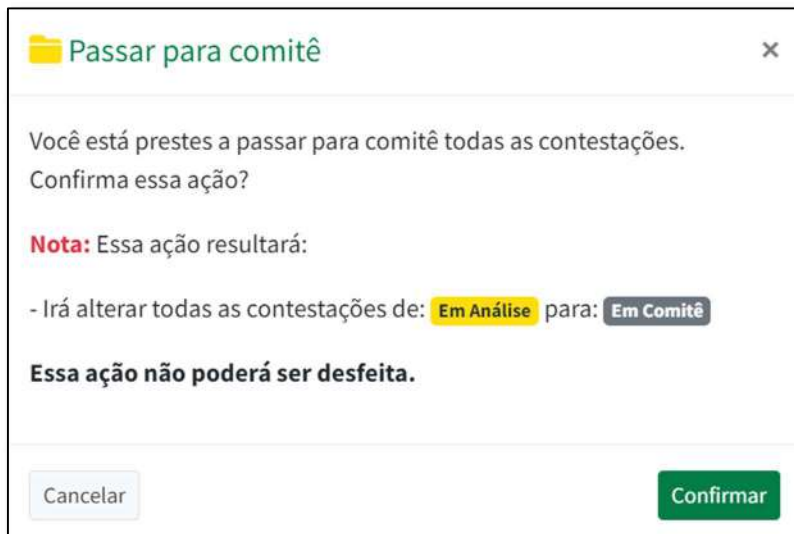 Passar para comitê ×
Você está prestes a passar para comitê todas as contestações.
Confirma essa ação?
Nota: Essa ação resultará:
- Irá alterar todas as contestações de: Em Análise para: Em Comitê
Essa ação não poderá ser desfeita.
Cancelar Confirmar